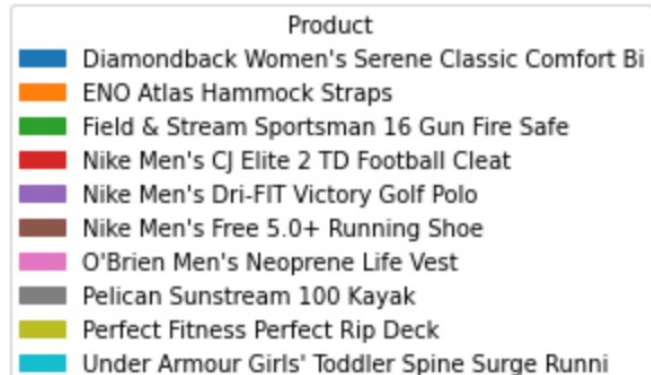 Product
Diamondback Women's Serene Classic Comfort Bi
ENO Atlas Hammock Straps
Field & Stream Sportsman 16 Gun Fire Safe
Nike Men's CJ Elite 2 TD Football Cleat
Nike Men's Dri-FIT Victory Golf Polo
Nike Men's Free 5.0+ Running Shoe
O'Brien Men's Neoprene Life Vest
Pelican Sunstream 100 Kayak
Perfect Fitness Perfect Rip Deck
Under Armour Girls' Toddler Spine Surge Runni